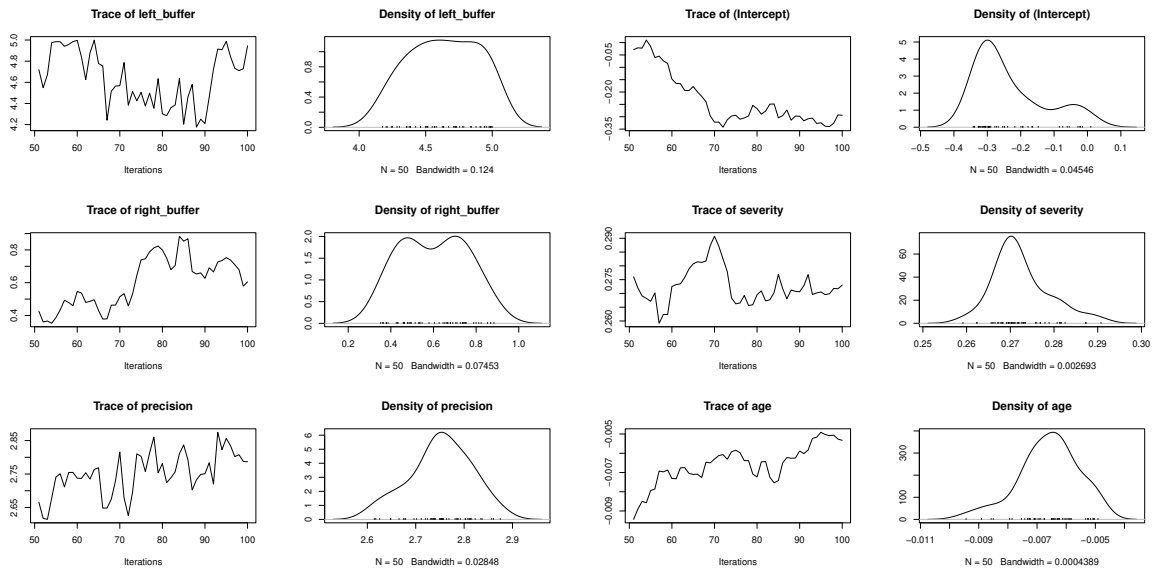 Trace of left_buffer
4.2 4.4 4.6 4.8 5.0
50 60 70 80 90 100
Iterations
Density of left_buffer
0.0 0.4 0.8
4.0 4.5 5.0
N = 50 Bandwidth = 0.124
Trace of (Intercept)
−0.35 −0.20 −0.05
50 60 70 80 90 100
Iterations
Density of (Intercept)
0 1 2 3 4 5
−0.5 −0.4 −0.3 −0.2 −0.1 0.0 0.1
N = 50 Bandwidth = 0.04546
Trace of right_buffer
0.4 0.6 0.8
50 60 70 80 90 100
Iterations
Density of right_buffer
0.0 0.5 1.0 1.5 2.0
0.2 0.4 0.6 0.8 1.0
N = 50 Bandwidth = 0.07453
Trace of severity
0.260 0.275 0.290
50 60 70 80 90 100
Iterations
Density of severity
0 20 40 60
0.25 0.26 0.27 0.28 0.29 0.30
N = 50 Bandwidth = 0.002693
Trace of precision
2.65 2.75 2.85
50 60 70 80 90 100
Iterations
Density of precision
0 1 2 3 4 5 6
2.6 2.7 2.8 2.9
N = 50 Bandwidth = 0.02848
Trace of age
−0.009 −0.007 −0.005
50 60 70 80 90 100
Iterations
Density of age
0 100 300
−0.011 −0.009 −0.007 −0.005
N = 50 Bandwidth = 0.0004389